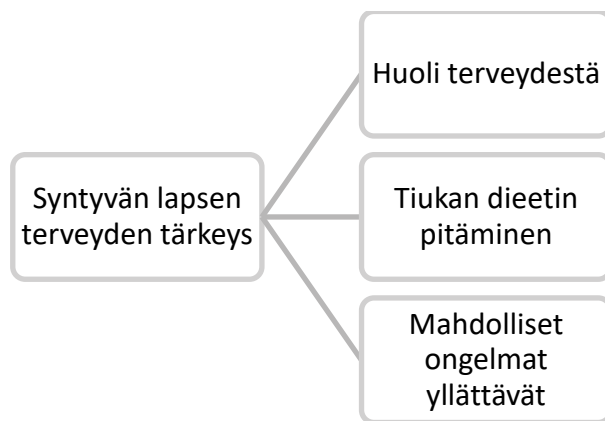 Huoli terveydestä
Syntyvän lapsen
terveyden tärkeys
Tiukan dieetin
pitäminen
Mahdolliset
ongelmat
yllättävät